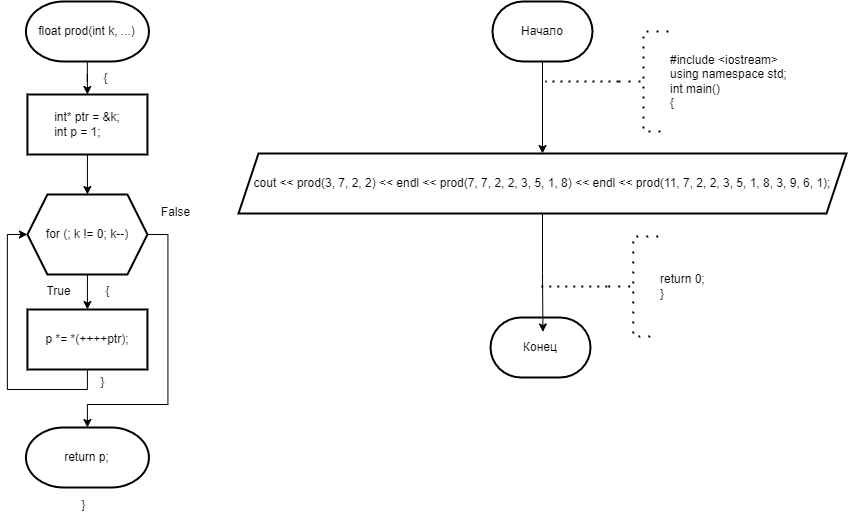 float prod(int k, ...)
{
int* ptr = &k;
int p = 1;
for (; k != 0; k--)
False
True
{
p *= *(++++ptr);
}
return p;
}
Начало
#include <iostream>
using namespace std;
int main()
{
cout << prod(3, 7, 2, 2) << endl << prod(7, 7, 2, 2, 3, 5, 1, 8) << endl << prod(11, 7, 2, 2, 3, 5, 1, 8, 3, 9, 6, 1);
return 0;
}
Конец